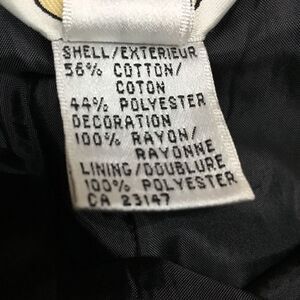 SHELL/EXTERIEUR
56% COTTON/
COTON
44% POLYESTER
DECORATION
100% RAYON/
RAYONNE
LINING/DOUBLURE
100% POLYESTER
CA 23147